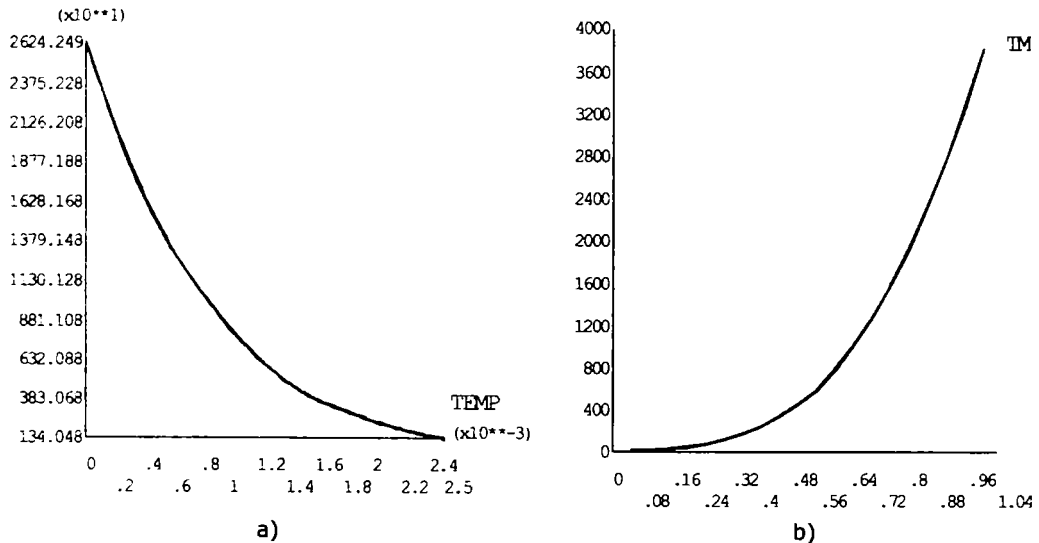 (x10**1)
2624.249
2375.228
2126.208
1877.188
1628.168
1379.148
1130.128
881.108
632.088
383.068
134.048
TEMP
(x10**-3)
0 .4 .8 1.2 1.6 2 2.4
.2 .6 1 1.4 1.8 2.2 2.5
a)
4000
3600
3200
2800
2400
2000
1600
1200
800
400
0
TM
0 .16 .32 .48 .64 .8 .96
.08 .24 .4 .56 .72 .88 1.04
b)